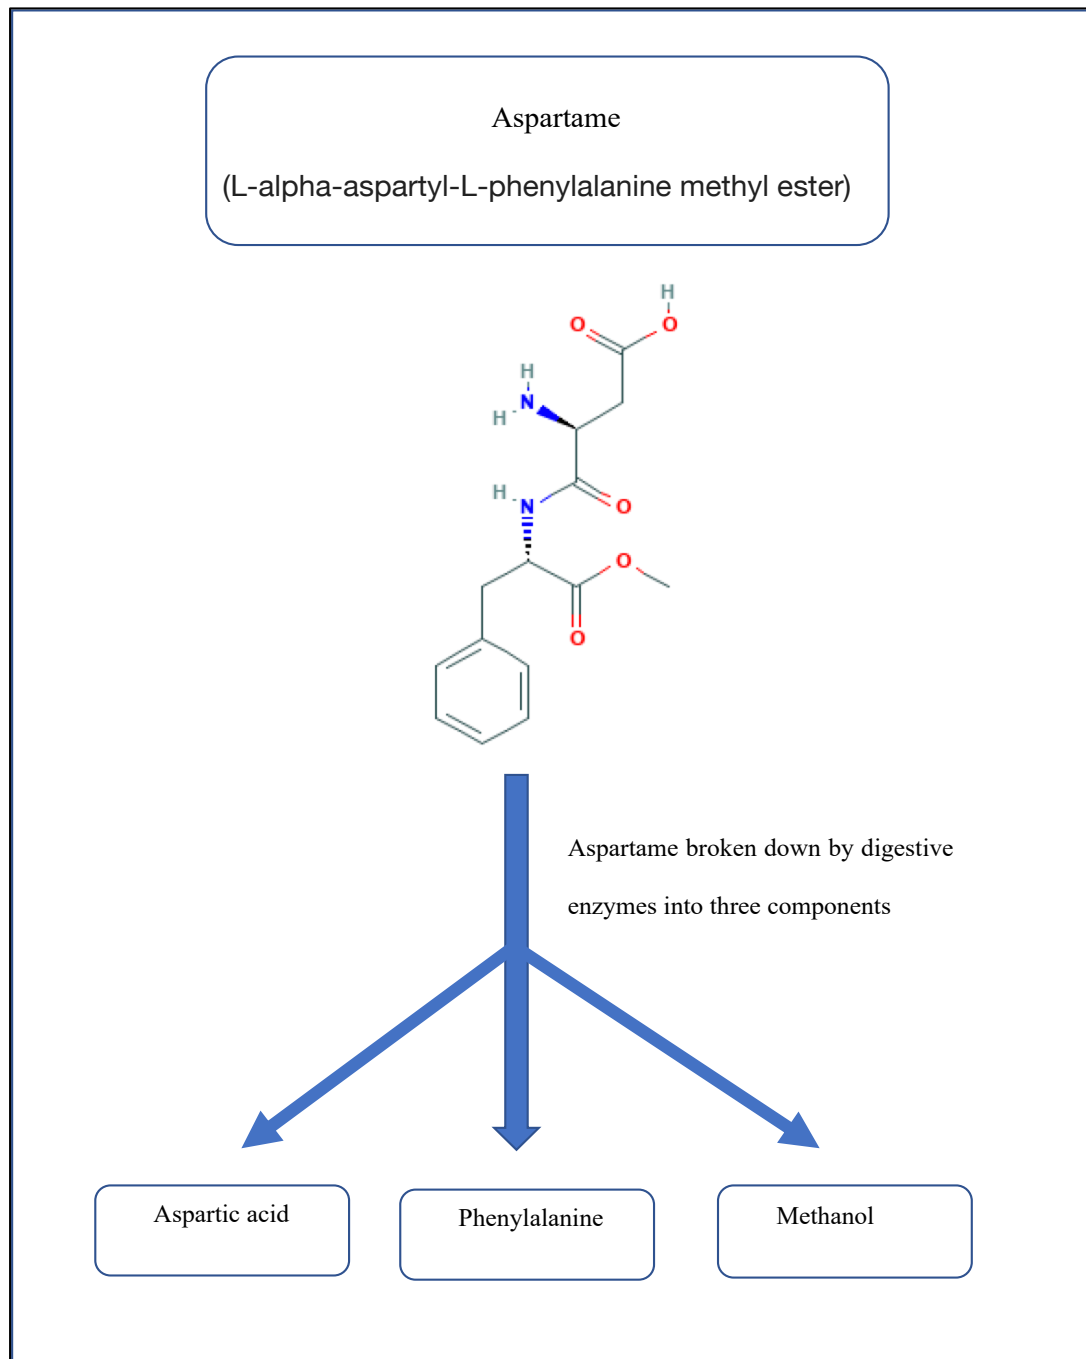 Aspartame
(L-alpha-aspartyl-L-phenylalanine methyl ester)
H
O
O
H
N
H
H
N
O
O
O
Aspartame broken down by digestive
enzymes into three components
Aspartic acid
Phenylalanine
Methanol